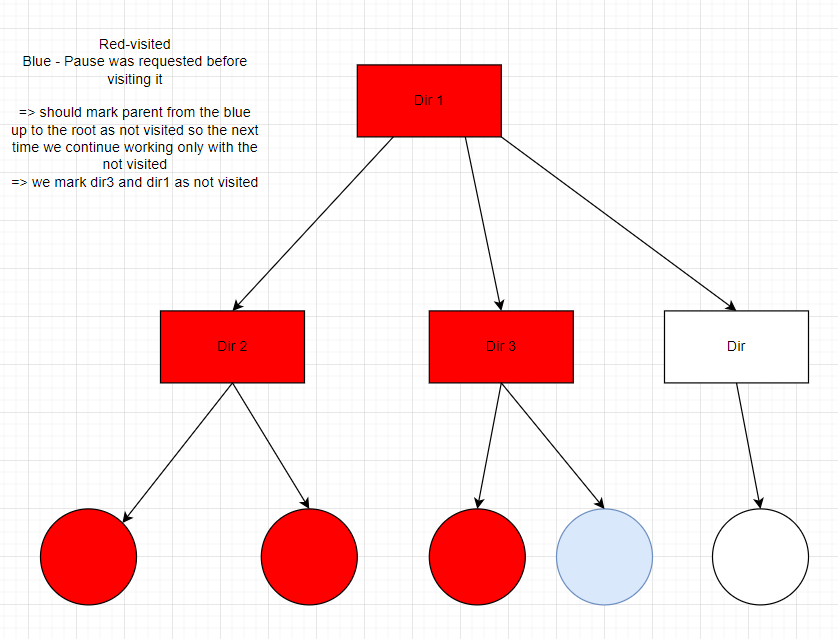 Red-visited
Blue - Pause was requested before
visiting it
=> should mark parent from the blue
up to the root as not visited so the next
time we continue working only with the
not visited
=> we mark dir3 and dir1 as not visited
Dir 1
Dir 2
Dir 3
Dir